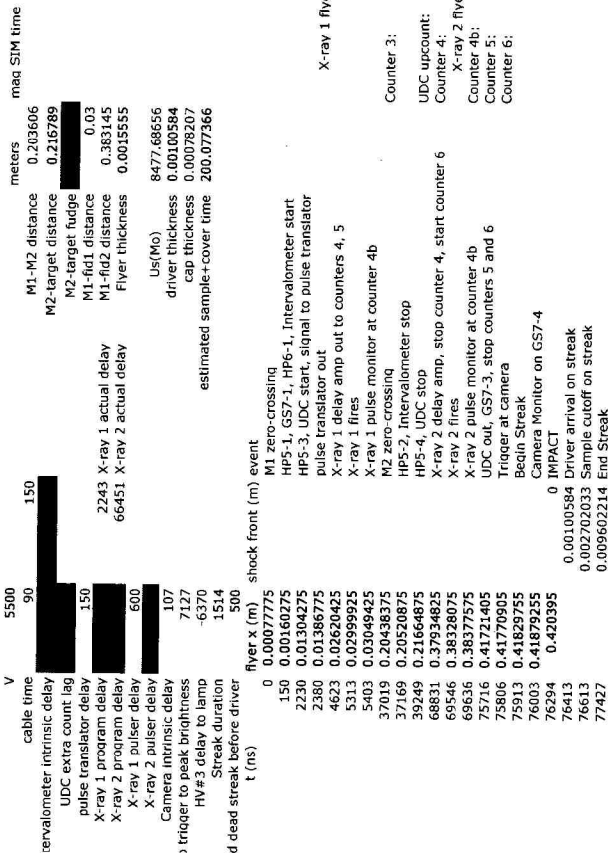 V 5500
cable time 90 150
tervalometer intrinsic delay
UDC extra count lag
pulse translator delay 150
X-ray 1 program delay 2243 X-ray 1 actual delay
X-ray 2 program delay 66451 X-ray 2 actual delay
X-ray 1 pulser delay 600
X-ray 2 pulser delay
Camera intrinsic delay 107
o trigger to peak brightness 7127
HV#3 delay to lamp -6370
Streak duration 1514
d dead streak before driver 500
meters mag SIM time
M1-M2 distance 0.203606
M2-target distance 0.216789
M2-target fudge
M1-fid1 distance 0.03
M1-fid2 distance 0.383145
Flyer thickness 0.0015555
Us(Mo) 8477.68656
driver thickness 0.00100584
cap thickness 0.00078207
estimated sample+cover time 200.077366
t (ns) flyer x (m) shock front (m) event
0 0.00077775 M1 zero-crossing
150 0.00160275 HP5-1, GS7-1, HP6-1, Intervalometer start
2230 0.01304275 HP5-3, UDC start, signal to pulse translator
2380 0.01386775 pulse translator out
4623 0.02620425 X-ray 1 delay amp out to counters 4, 5
5313 0.02999925 X-ray 1 fires X-ray 1 flye
5403 0.03049425 X-ray 1 pulse monitor at counter 4b
37019 0.20438375 M2 zero-crossing
37169 0.20520875 HP5-2, Intervalometer stop Counter 3:
39249 0.21664875 HP5-4, UDC stop UDC upcount:
68831 0.37934825 X-ray 2 delay amp, stop counter 4, start counter 6 Counter 4:
69546 0.38328075 X-ray 2 fires X-ray 2 flye
69636 0.38377575 X-ray 2 pulse monitor at counter 4b Counter 4b:
75716 0.41721405 UDC out, GS7-3, stop counters 5 and 6 Counter 5:
75806 0.41770905 Trigger at camera Counter 6:
75913 0.41829755 Begin Streak
76003 0.41879255 Camera Monitor on GS7-4
76294 0.420395 0 IMPACT
76413 0.00100584 Driver arrival on streak
76613 0.002702033 Sample cutoff on streak
77427 0.009602214 End Streak